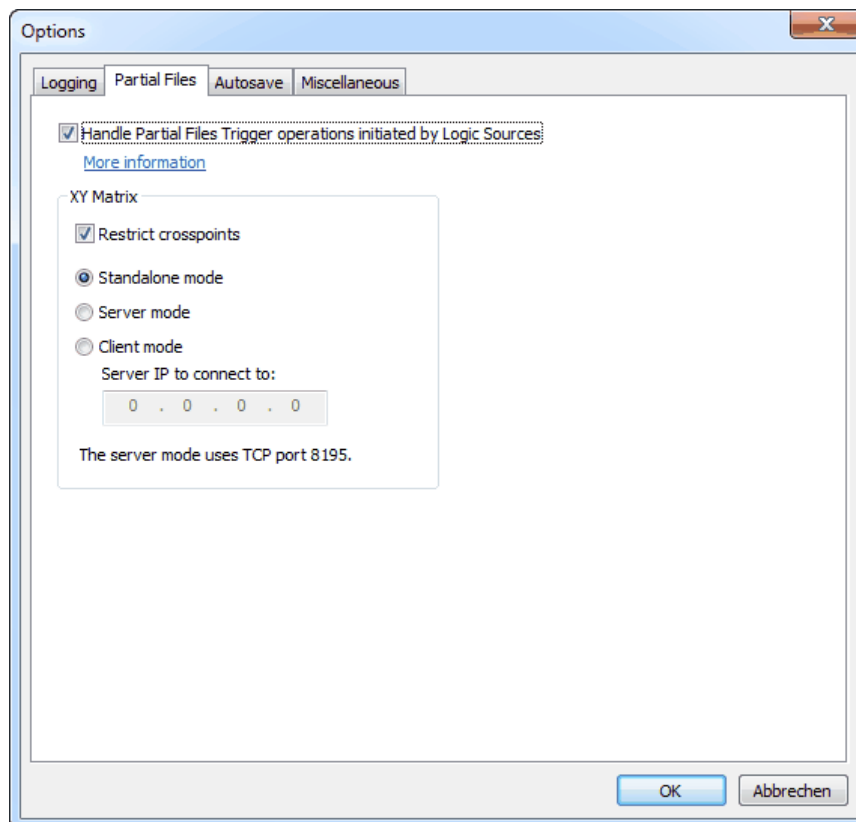 Options
Logging Partial Files Autosave Miscellaneous
Handle Partial Files Trigger operations initiated by Logic Sources
More information
XY Matrix
Restrict crosspoints
Standalone mode
Server mode
Client mode
Server IP to connect to:
0 . 0 . 0 . 0
The server mode uses TCP port 8195.
OK Abbrechen